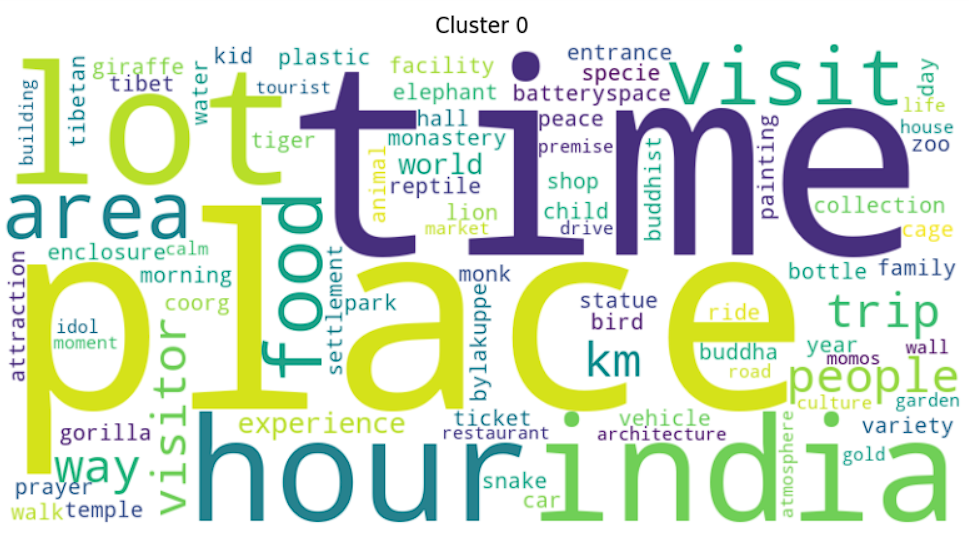 Cluster 0
lot
time
visit
place
area
food
hour
india
building
tibetan
giraffe
tibet
water
kid
plastic
tourist
tiger
facility
elephant
hall
monastery
world
reptile
animal
lion
market
entrance
specie
batteryspace
peace
premise
shop
child
drive
buddhist
painting
day
life
house
zoo
collection
cage
enclosure
calm
morning
coorg
attraction
idol
moment
visitor
settlement
park
monk
bylakuppe
statue
bird
km
ride
buddha
road
bottle
family
trip
year
momos
wall
people
culture
garden
variety
gorilla
way
prayer
walk
temple
experience
ticket
restaurant
vehicle
architecture
snake
car
atmosphere
gold